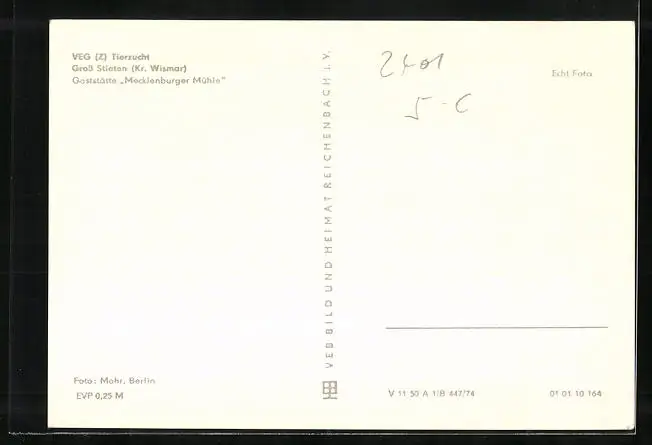 VEG (Z) Tierzucht
Groß Stieten (Kr. Wismar)
Gaststätte „Mecklenburger Mühle"
2401
5-C
Echt Foto
VEB BILD UND HEIMAT REICHENBACH I. V.
Foto: Mohr, Berlin
EVP 0,25 M
V 11 50 A 1/B 447/74
01 01 10 164